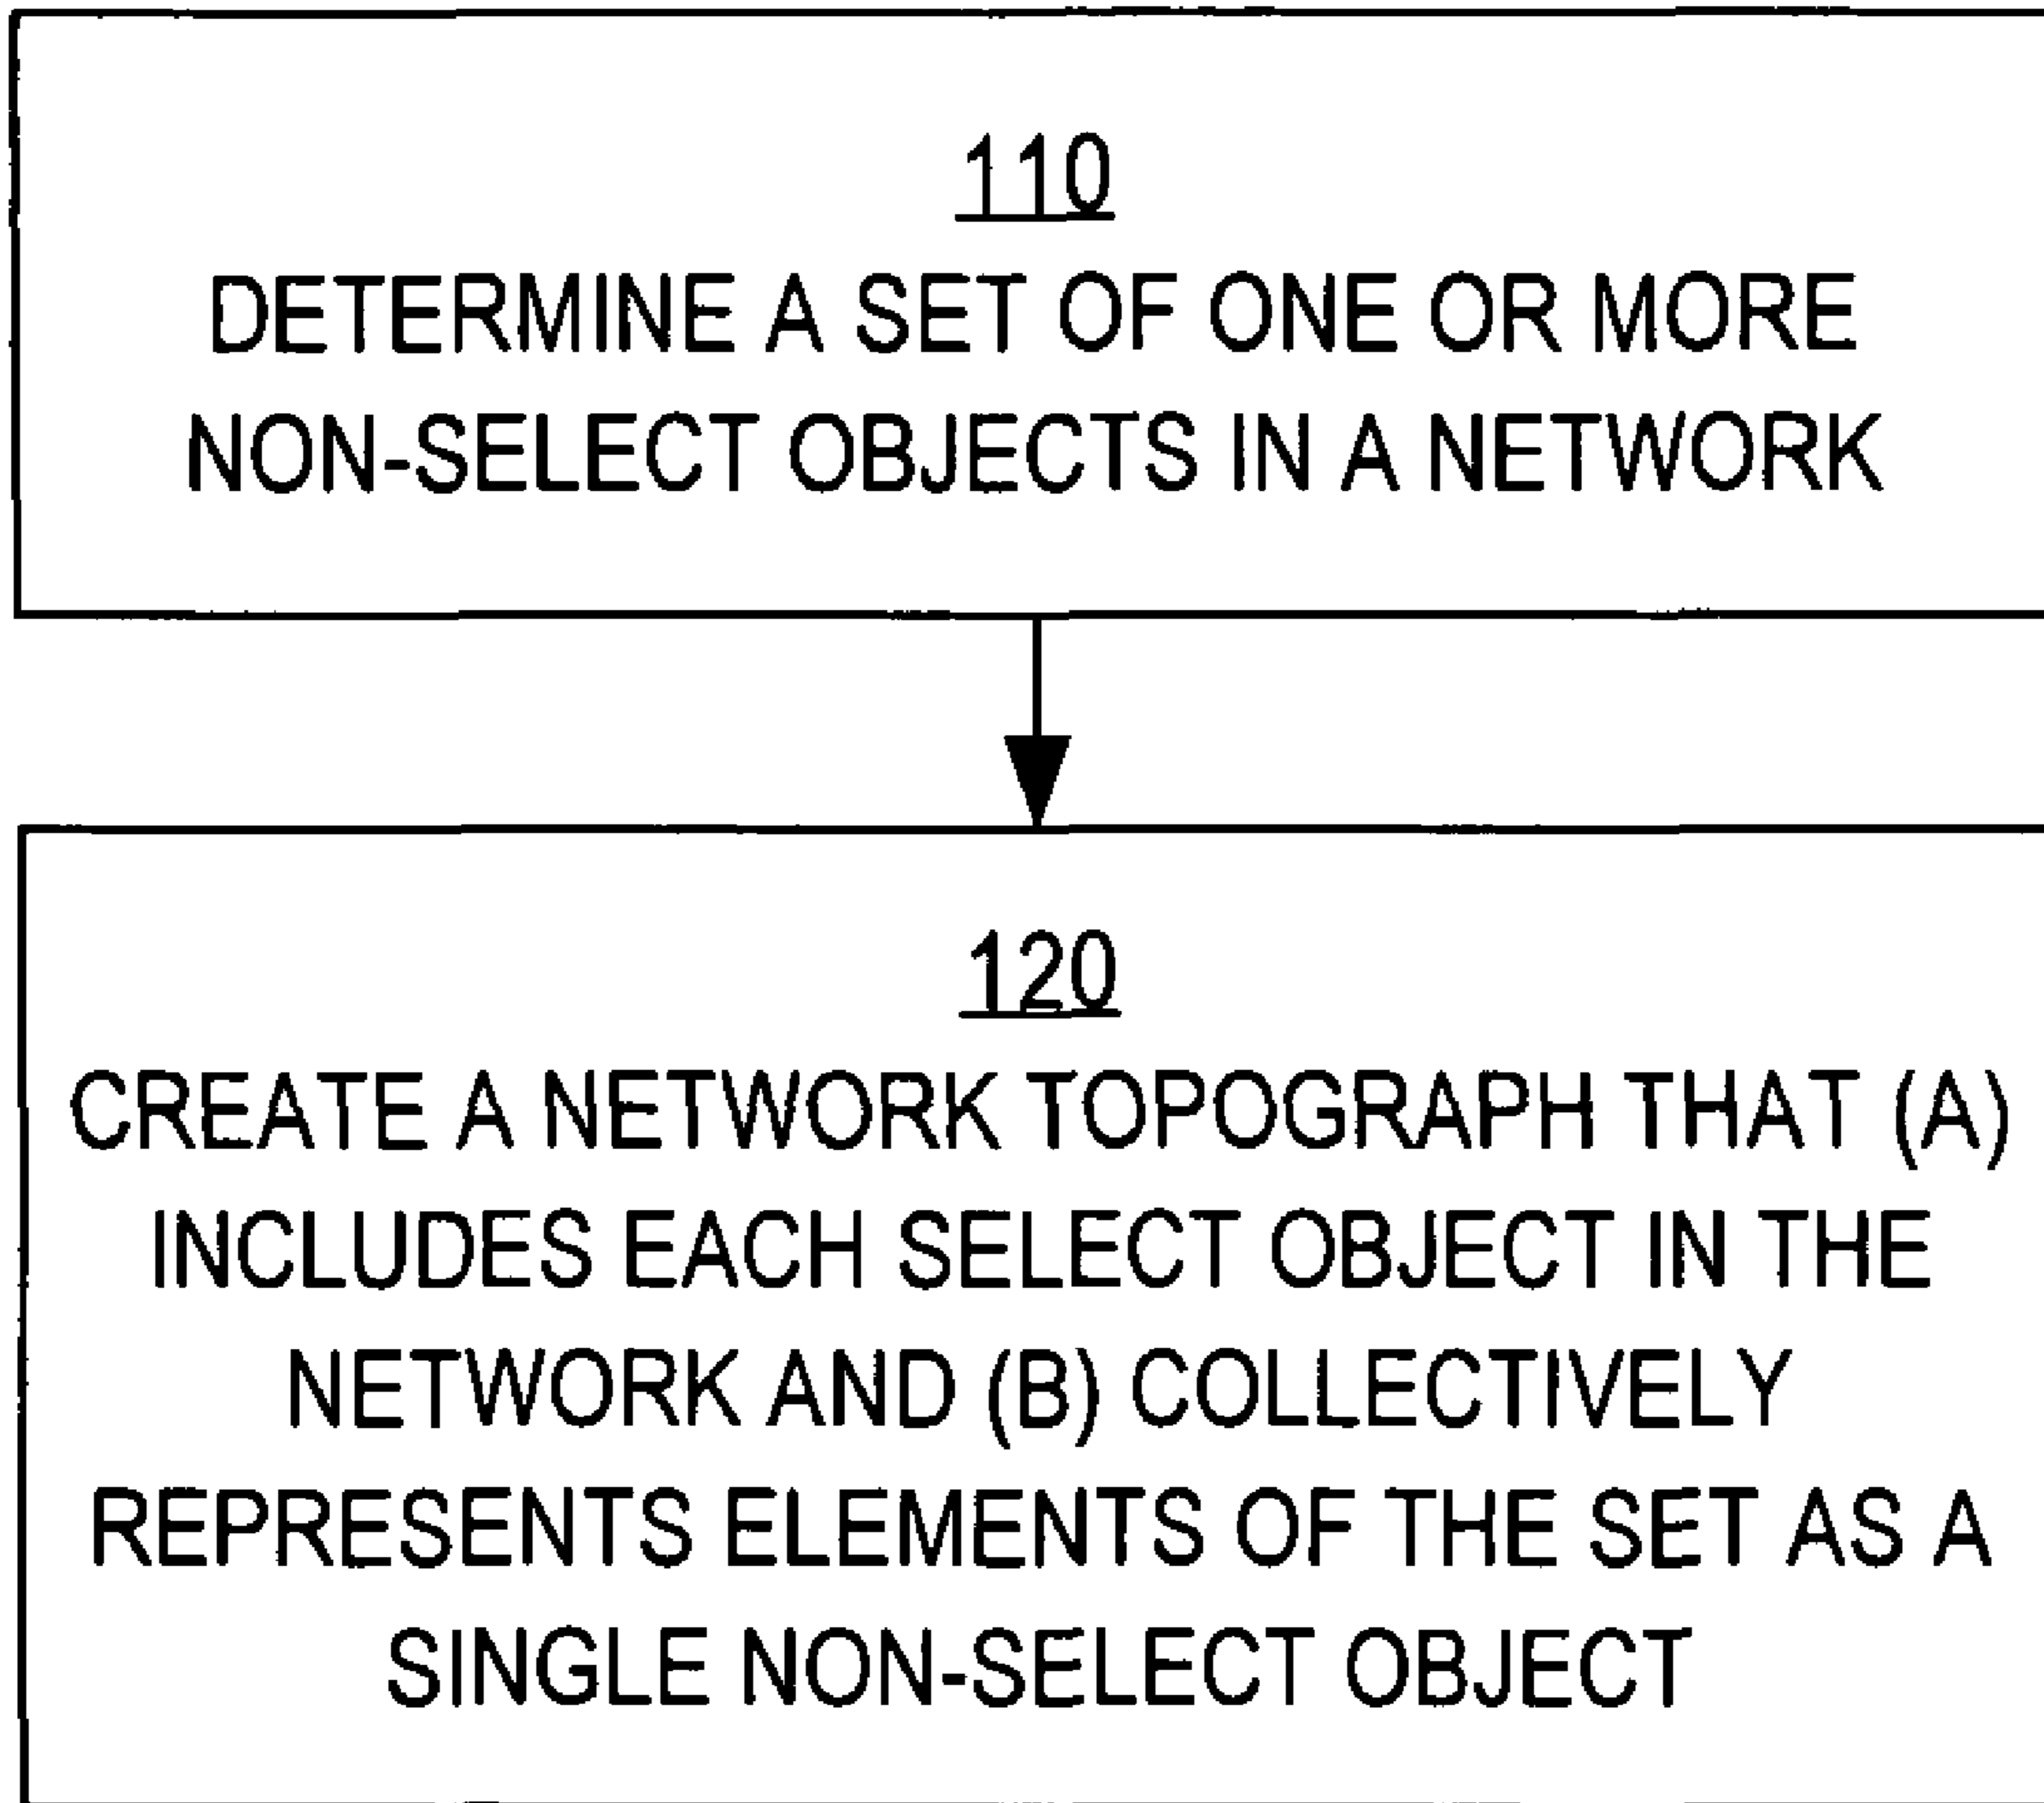 110
DETERMINE A SET OF ONE OR MORE
NON-SELECT OBJECTS IN A NETWORK
120
CREATE A NETWORK TOPOGRAPH THAT (A)
INCLUDES EACH SELECT OBJECT IN THE
NETWORK AND (B) COLLECTIVELY
REPRESENTS ELEMENTS OF THE SET AS A
SINGLE NON-SELECT OBJECT